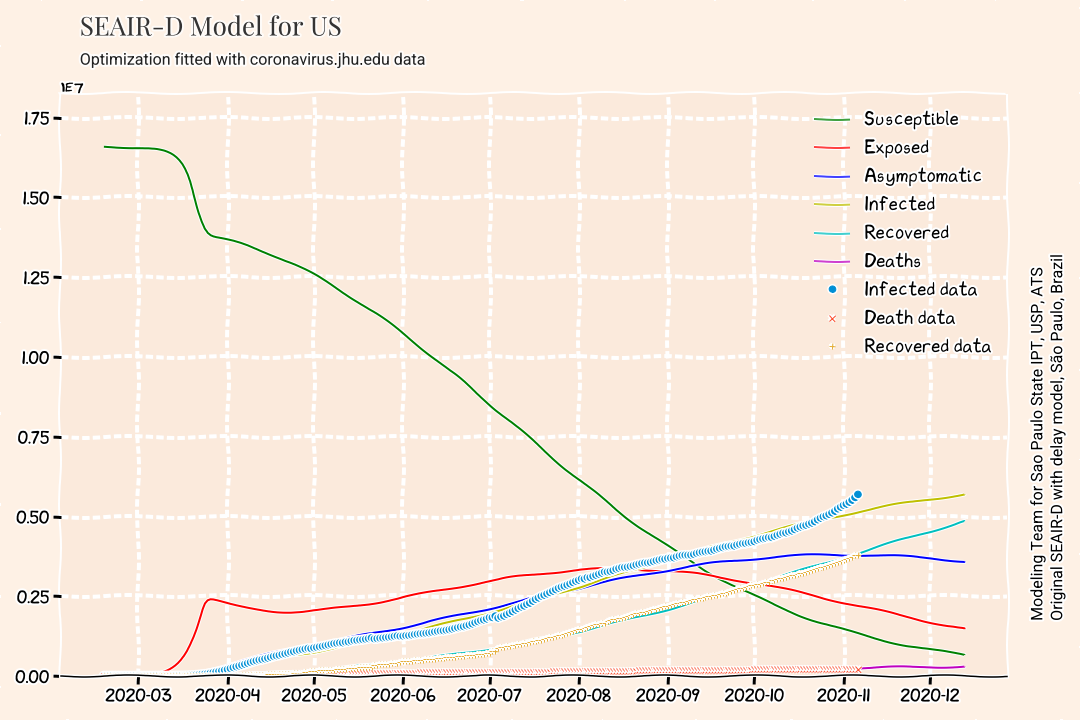 SEAIR-D Model for US
Optimization fitted with coronavirus.jhu.edu data
1E7
1.75
1.50
1.25
1.00
0.75
0.50
0.25
0.00
2020-03 2020-04 2020-05 2020-06 2020-07 2020-08 2020-09 2020-10 2020-11 2020-12
Susceptible
Exposed
Asymptomatic
Infected
Recovered
Deaths
Infected data
Death data
Recovered data
Modeling Team for Sao Paulo State IPT, USP, ATS
Original SEAIR-D with delay model, São Paulo, Brazil